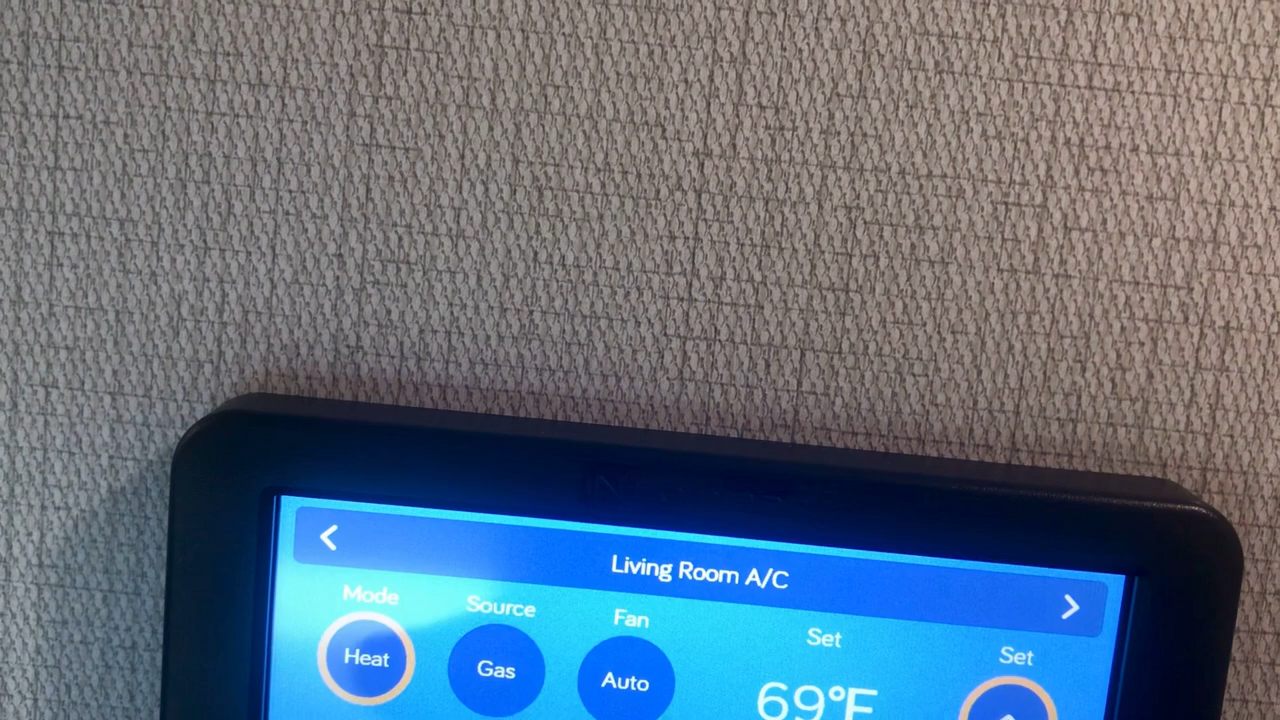 Living Room A/C
Mode
Source
Fan
Set
Set
Heat
Gas
Auto
69°F